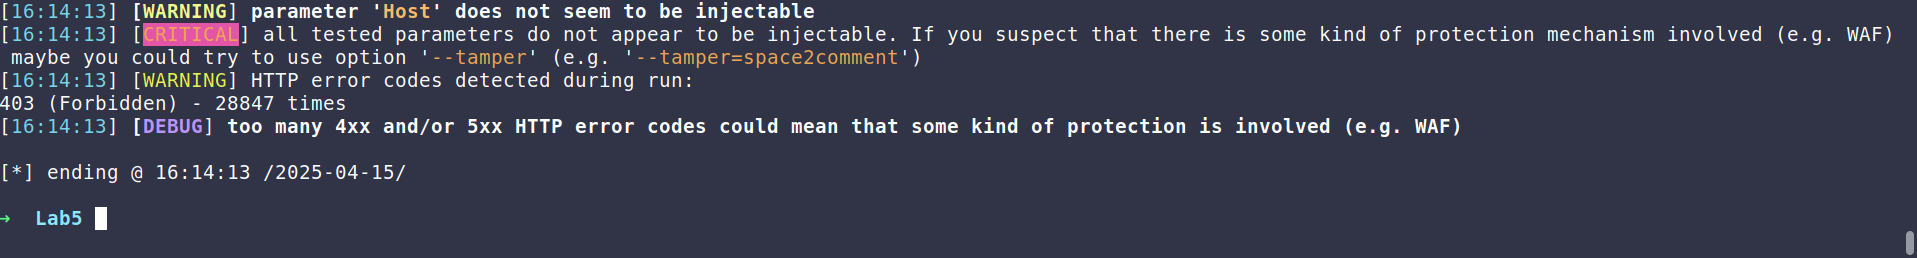 [16:14:13] [WARNING] parameter 'Host' does not seem to be injectable
[16:14:13] [CRITICAL] all tested parameters do not appear to be injectable. If you suspect that there is some kind of protection mechanism involved (e.g. WAF)
 maybe you could try to use option '--tamper' (e.g. '--tamper=space2comment')
[16:14:13] [WARNING] HTTP error codes detected during run:
403 (Forbidden) - 28847 times
[16:14:13] [DEBUG] too many 4xx and/or 5xx HTTP error codes could mean that some kind of protection is involved (e.g. WAF)
[*] ending @ 16:14:13 /2025-04-15/
→ Lab5